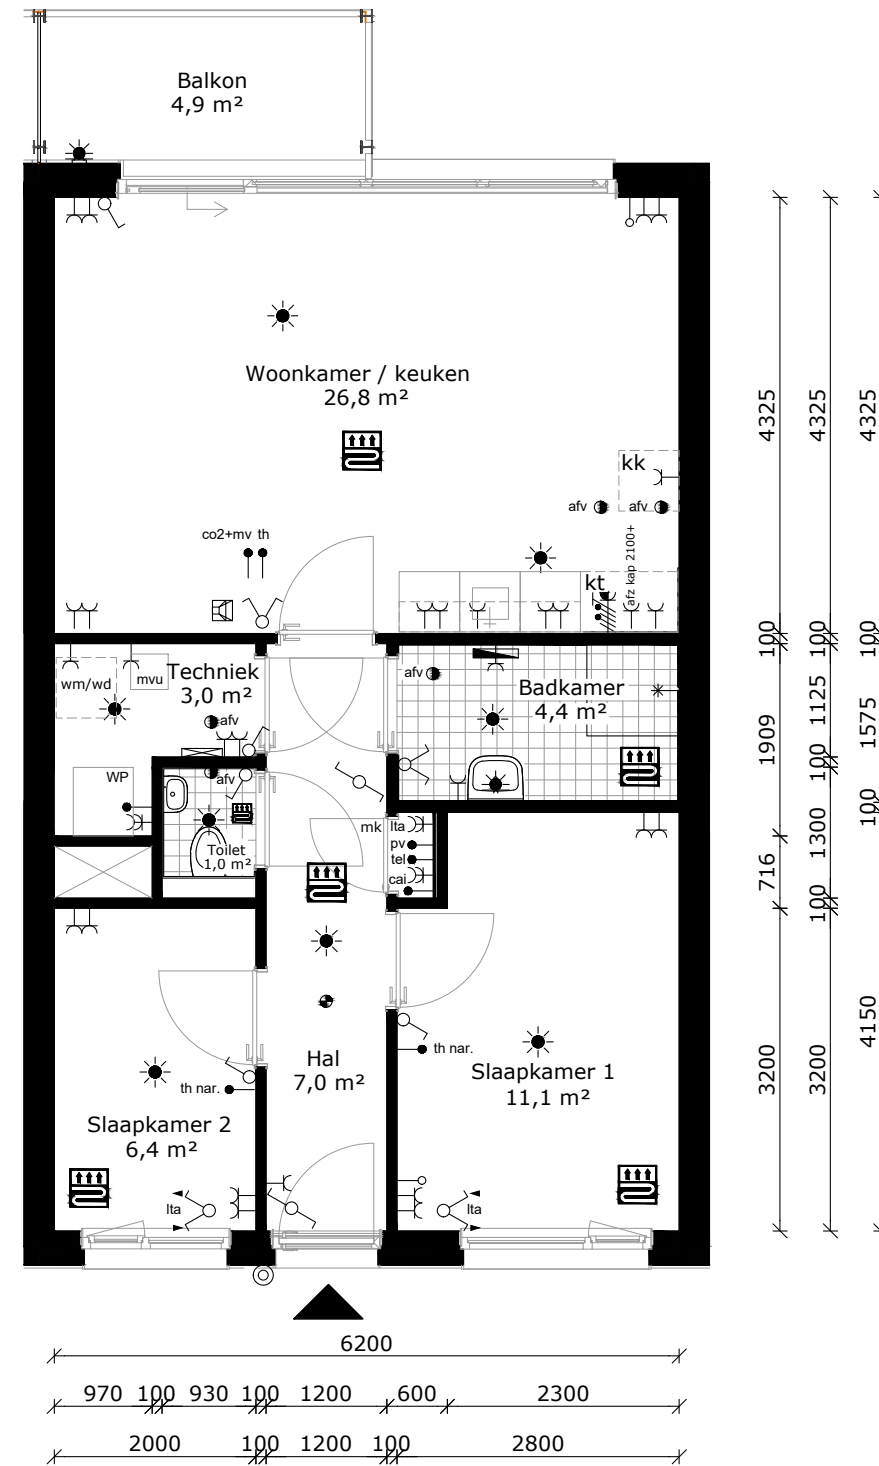 Balkon
4,9 m²
Woonkamer / keuken
26,8 m²
kk
afv
afv
afz kap 2100+
kt
co2+mv th
Techniek
3,0 m²
wm/wd
mvu
afv
WP
afv
Toilet
1,0 m²
afv
Badkamer
4,4 m²
mk
lta
pv
tel
cai
Hal
7,0 m²
th nar.
Slaapkamer 1
11,1 m²
th nar.
Slaapkamer 2
6,4 m²
lta
lta
4325
100
1909
716
3200
4325
100
1125
100
1300
100
3200
4325
100
1575
100
4150
6200
970 100 930 100 1200 600 2300
2000 100 1200 100 2800